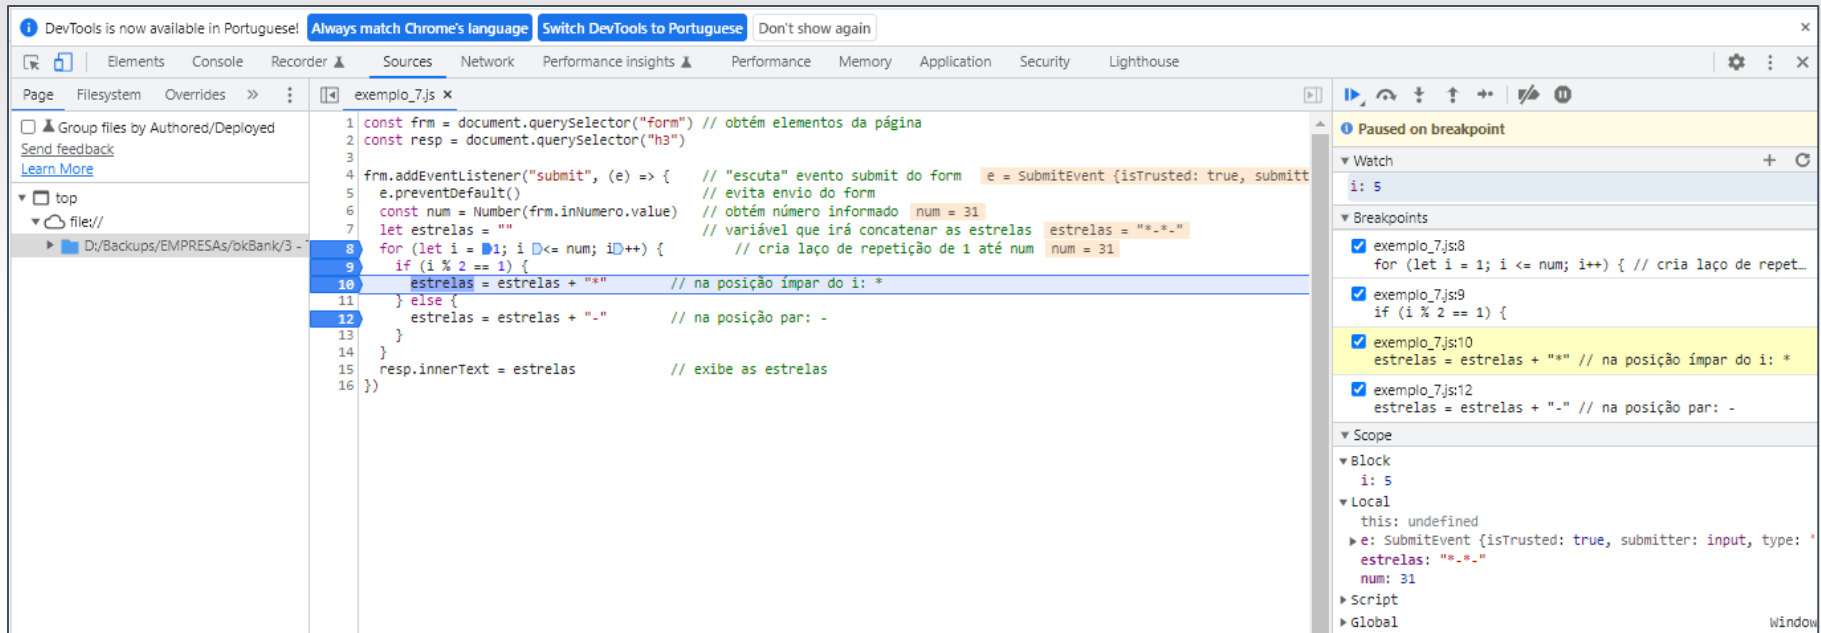 DevTools is now available in Portuguese! Always match Chrome's language Switch DevTools to Portuguese Don't show again
Elements Console Recorder Sources Network Performance insights Performance Memory Application Security Lighthouse
Page Filesystem Overrides »
Group files by Authored/Deployed
Send feedback
Learn More
top
file://
D:/Backups/EMPRESAs/bkBank/3 -
exemplo_7.js ×
1 const frm = document.querySelector("form") // obtém elementos da página
2 const resp = document.querySelector("h3")
3
4 frm.addEventListener("submit", (e) => { // "escuta" evento submit do form e = SubmitEvent {isTrusted: true, submitt
5 e.preventDefault() // evita envio do form
6 const num = Number(frm.inNumero.value) // obtém número informado num = 31
7 let estrelas = "" // variável que irá concatenar as estrelas estrelas = "*-*-"
8 for (let i = 1; i <= num; i++) { // cria laço de repetição de 1 até num num = 31
9 if (i % 2 == 1) {
10 estrelas = estrelas + "*" // na posição ímpar do i: *
11 } else {
12 estrelas = estrelas + "-" // na posição par: -
13 }
14 }
15 resp.innerText = estrelas // exibe as estrelas
16 })
Paused on breakpoint
Watch
i: 5
Breakpoints
exemplo_7.js:8
for (let i = 1; i <= num; i++) { // cria laço de repet…
exemplo_7.js:9
if (i % 2 == 1) {
exemplo_7.js:10
estrelas = estrelas + "*" // na posição ímpar do i: *
exemplo_7.js:12
estrelas = estrelas + "-" // na posição par: -
Scope
Block
i: 5
Local
this: undefined
e: SubmitEvent {isTrusted: true, submitter: input, type: '
estrelas: "*-*-"
num: 31
Script
Global Window